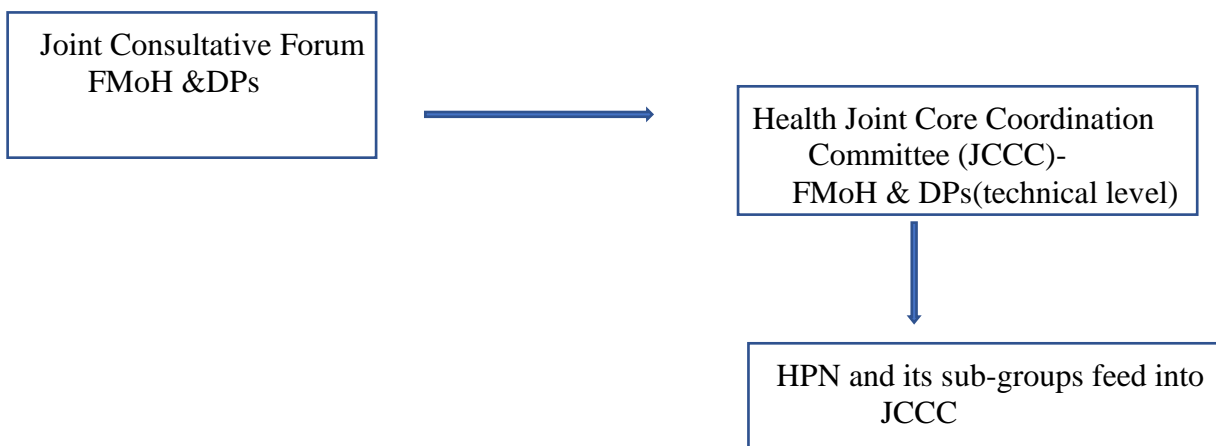 Joint Consultative Forum
FMoH &DPs
Health Joint Core Coordination
Committee (JCCC)-
FMoH & DPs(technical level)
HPN and its sub-groups feed into
JCCC